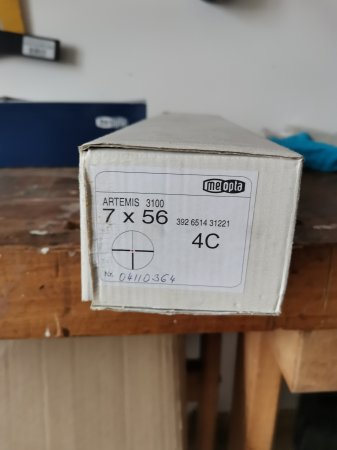 meopta
ARTEMIS 3100
7 x 56 392 6514 31221
4C
Nr. 04110364